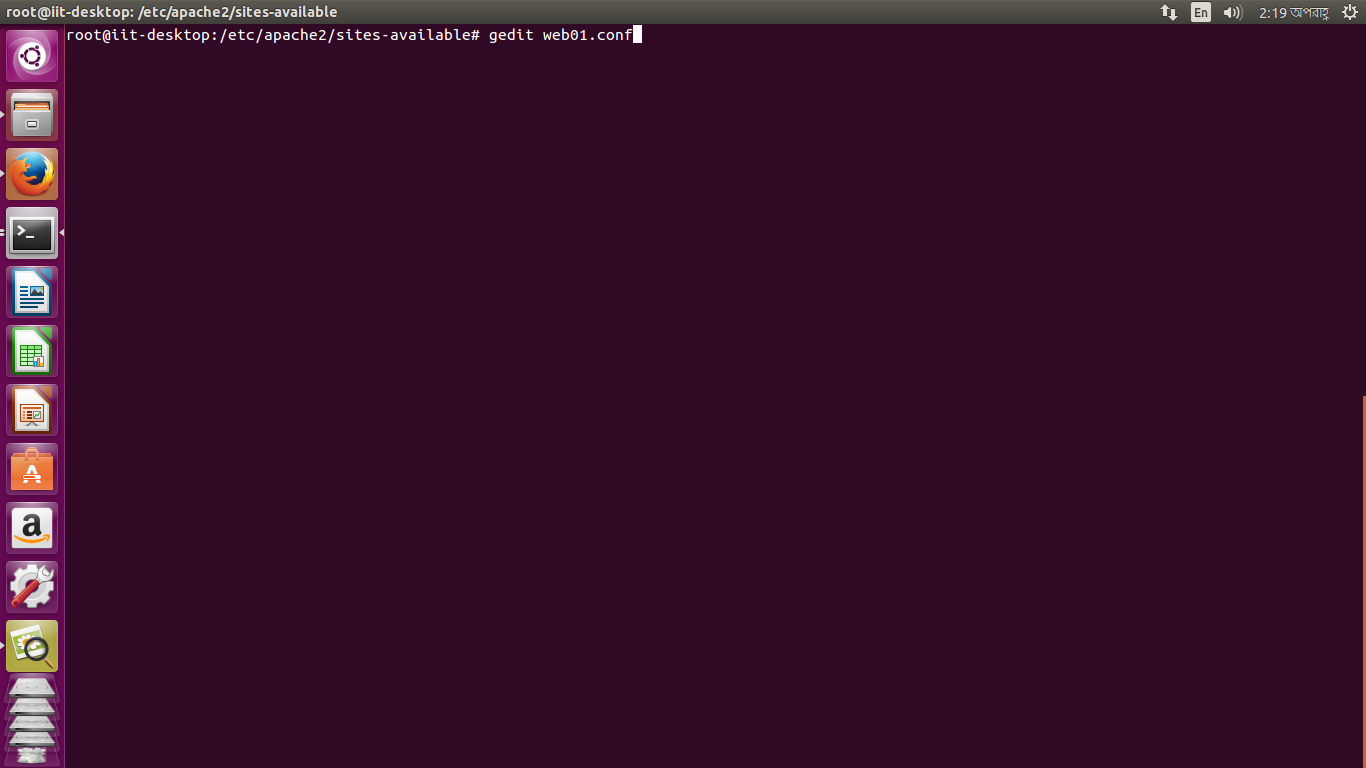 root@iit-desktop: /etc/apache2/sites-available
En
2:19 অপরাহ্ণ
root@iit-desktop:/etc/apache2/sites-available# gedit web01.conf